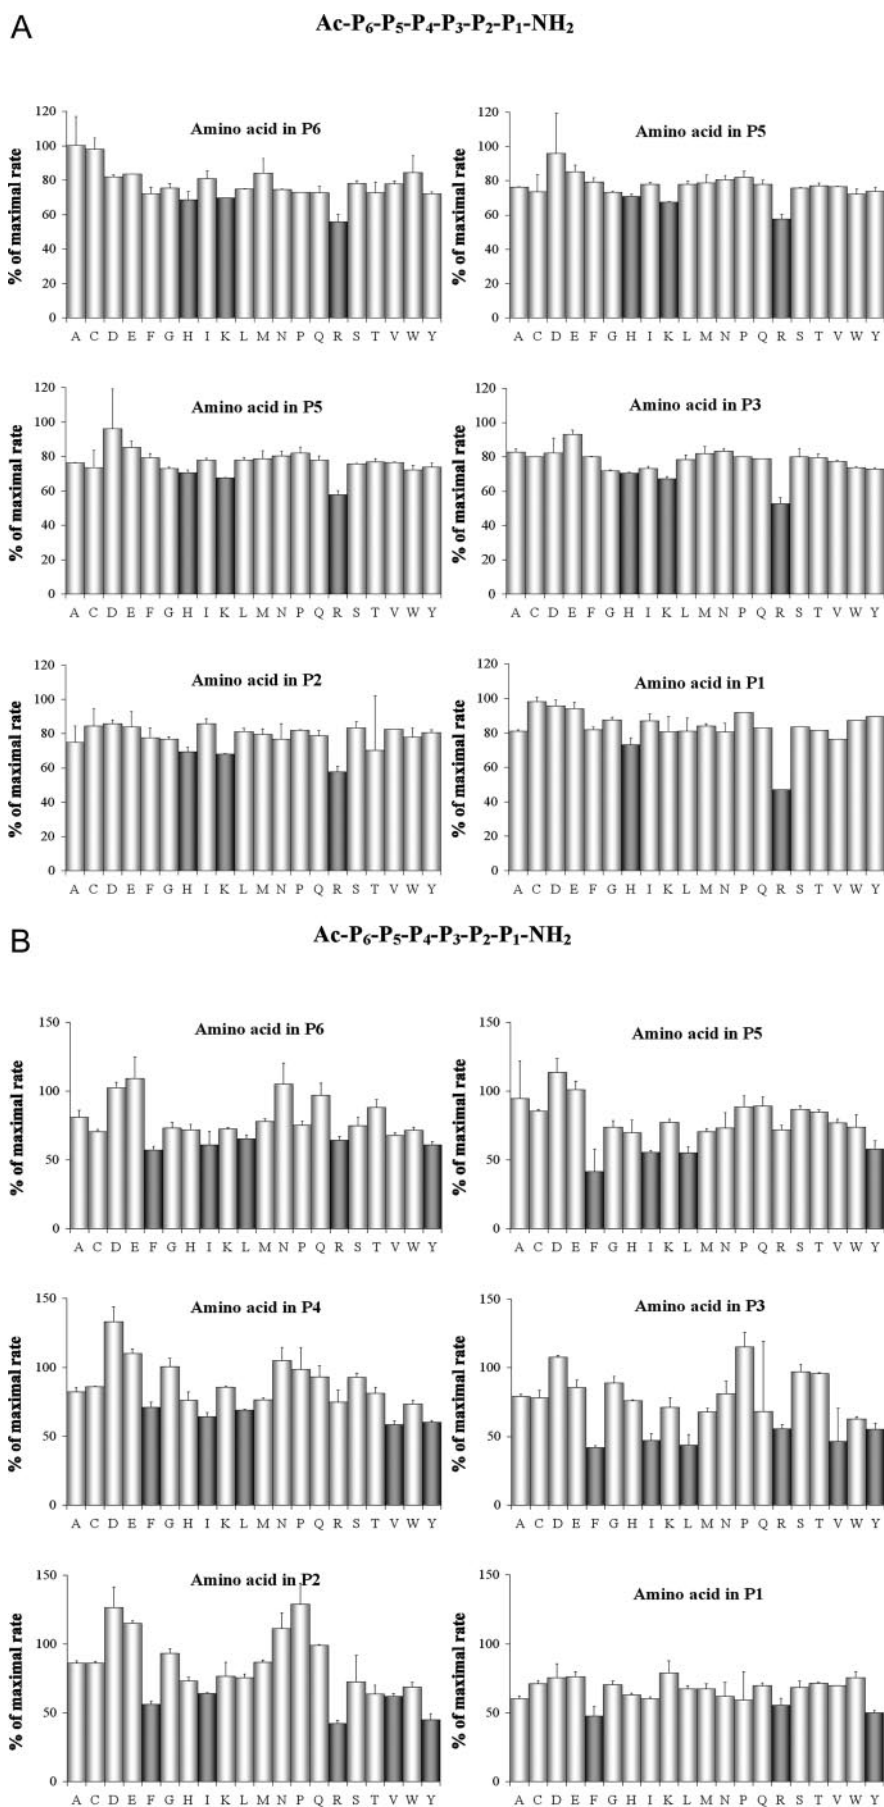 A
Ac-P6-P5-P4-P3-P2-P1-NH2
Amino acid in P6
% of maximal rate
120
100
80
60
40
20
0
A C D E F G H I K L M N P Q R S T V W Y
Amino acid in P5
% of maximal rate
120
100
80
60
40
20
0
A C D E F G H I K L M N P Q R S T V W Y
Amino acid in P5
% of maximal rate
120
100
80
60
40
20
0
A C D E F G H I K L M N P Q R S T V W Y
Amino acid in P3
% of maximal rate
120
100
80
60
40
20
0
A C D E F G H I K L M N P Q R S T V W Y
Amino acid in P2
% of maximal rate
120
100
80
60
40
20
0
A C D E F G H I K L M N P Q R S T V W Y
Amino acid in P1
% of maximal rate
120
100
80
60
40
20
0
A C D E F G H I K L M N P Q R S T V W Y
B
Ac-P6-P5-P4-P3-P2-P1-NH2
Amino acid in P6
% of maximal rate
150
100
50
0
A C D E F G H I K L M N P Q R S T V W Y
Amino acid in P5
% of maximal rate
150
100
50
0
A C D E F G H I K L M N P Q R S T V W Y
Amino acid in P4
% of maximal rate
150
100
50
0
A C D E F G H I K L M N P Q R S T V W Y
Amino acid in P3
% of maximal rate
150
100
50
0
A C D E F G H I K L M N P Q R S T V W Y
Amino acid in P2
% of maximal rate
150
100
50
0
A C D E F G H I K L M N P Q R S T V W Y
Amino acid in P1
% of maximal rate
150
100
50
0
A C D E F G H I K L M N P Q R S T V W Y